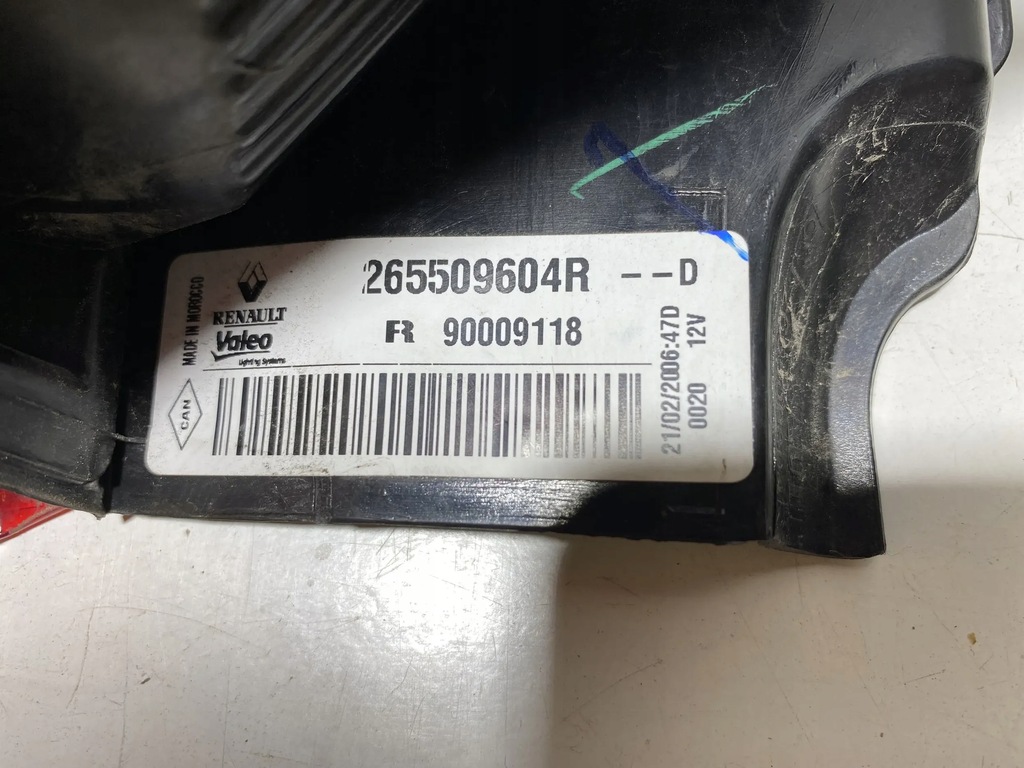 265509604R --D
MADE IN MOROCCO
RENAULT
Valeo
Lighting Systems
FR 90009118
CAN
21/02/2006:47D
0020 12V